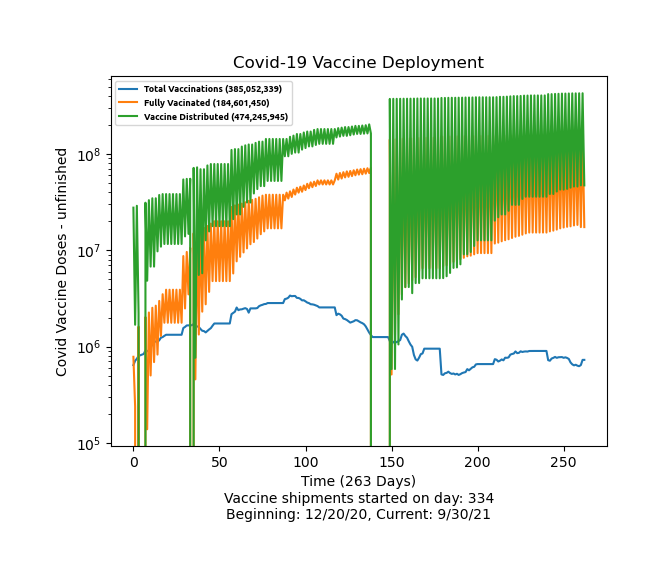 Covid-19 Vaccine Deployment
Total Vaccinations (385,052,339)
Fully Vacinated (184,601,450)
Vaccine Distributed (474,245,945)
Covid Vaccine Doses - unfinished
10^8
10^7
10^6
10^5
0 50 100 150 200 250
Time (263 Days)
Vaccine shipments started on day: 334
Beginning: 12/20/20, Current: 9/30/21